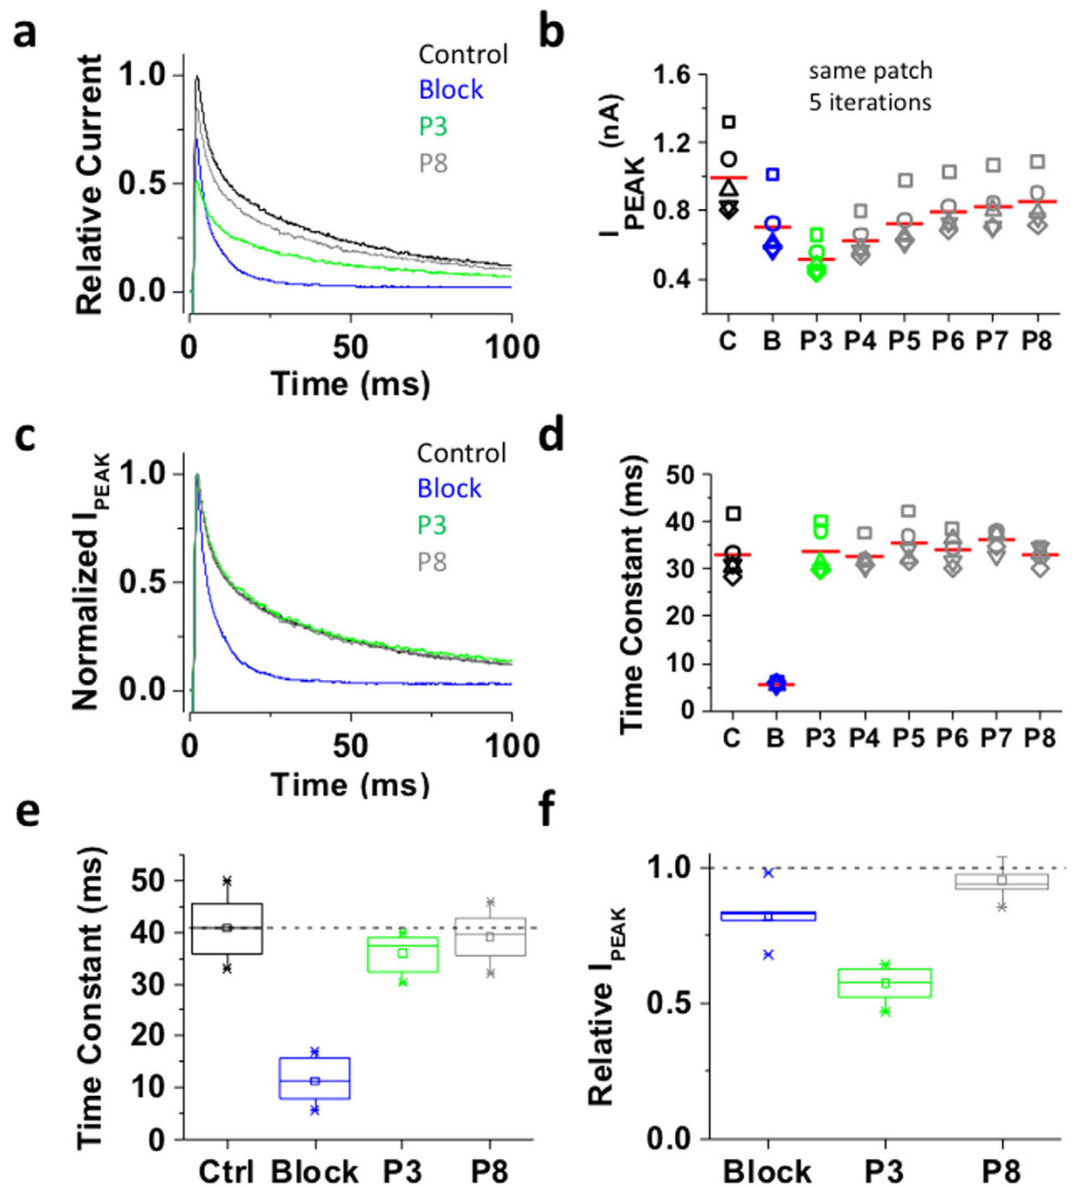 a
Relative Current
1.0
0.5
0.0
Control
Block
P3
P8
0 50 100
Time (ms)
b
I PEAK (nA)
1.6
1.2
0.8
0.4
same patch
5 iterations
C B P3 P4 P5 P6 P7 P8
c
Normalized I PEAK
1.0
0.5
0.0
Control
Block
P3
P8
0 50 100
Time (ms)
d
Time Constant (ms)
50
40
30
20
10
0
C B P3 P4 P5 P6 P7 P8
e
Time Constant (ms)
50
40
30
20
10
0
Ctrl Block P3 P8
f
Relative I PEAK
1.0
0.5
0.0
Block P3 P8